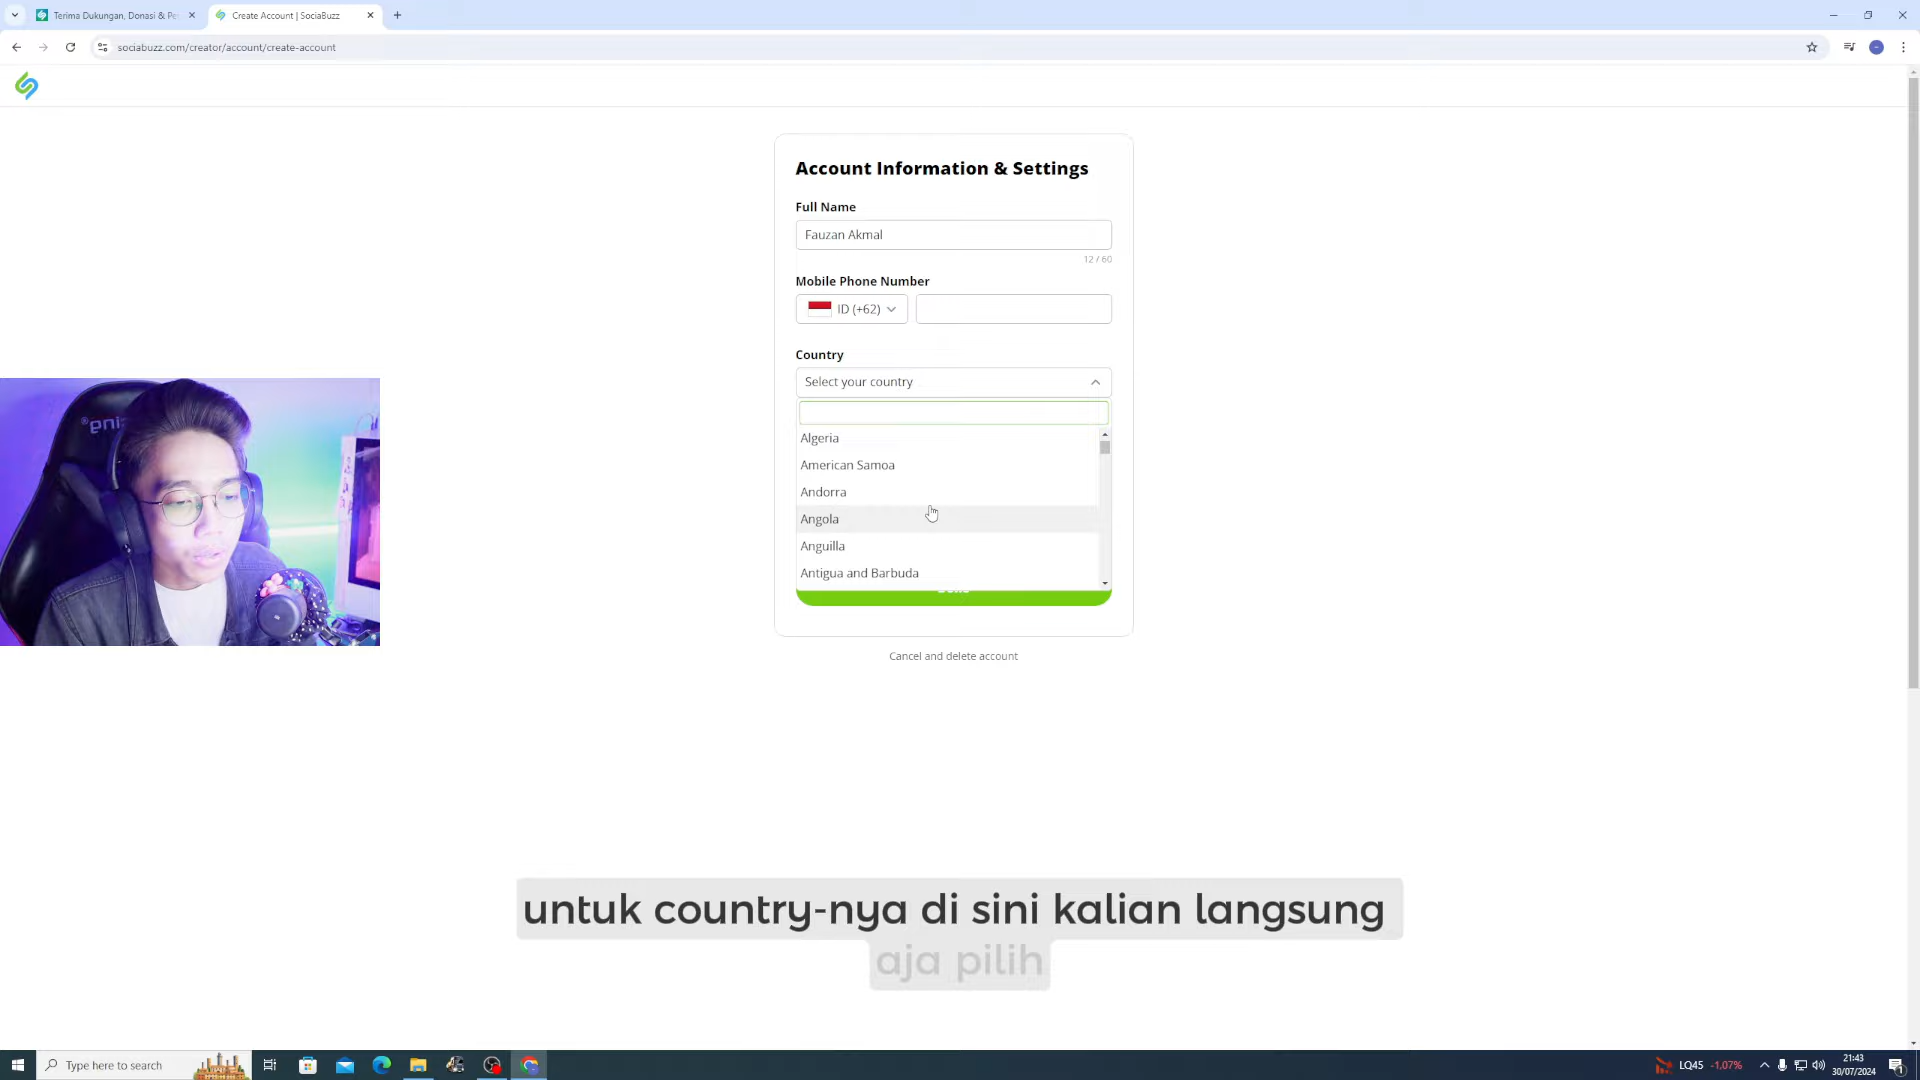 Terima Dukungan, Donasi & Pe
Create Account | SociaBuzz
sociabuzz.com/creator/account/create-account
Account Information & Settings
Full Name
Fauzan Akmal
12 / 60
Mobile Phone Number
ID (+62)
Country
Select your country
Algeria
American Samoa
Andorra
Angola
Anguilla
Antigua and Barbuda
Cancel and delete account
untuk country-nya di sini kalian langsung
aja pilih
Type here to search
LQ45 -1.07%
21:43
30/07/2024